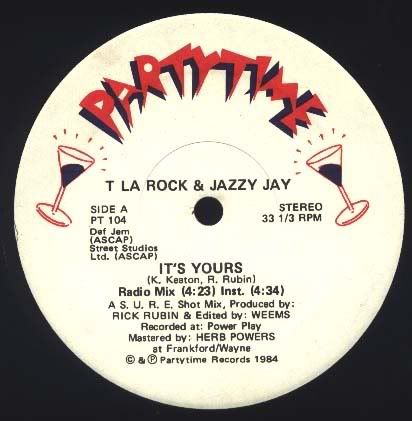 PARTYTIME
T LA ROCK & JAZZY JAY
SIDE A
PT 104
Def Jem
(ASCAP)
Street Studios
Ltd. (ASCAP)
STEREO
33 1/3 RPM
IT'S YOURS
(K. Keaton, R. Rubin)
Radio Mix (4:23) Inst. (4:34)
A S. U. R. E, Shot Mix, Produced by:
RICK RUBIN & Edited by: WEEMS
Recorded at: Power Play
Mastered by: HERB POWERS
at Frankford/Wayne
© & ℗ Partytime Records 1984